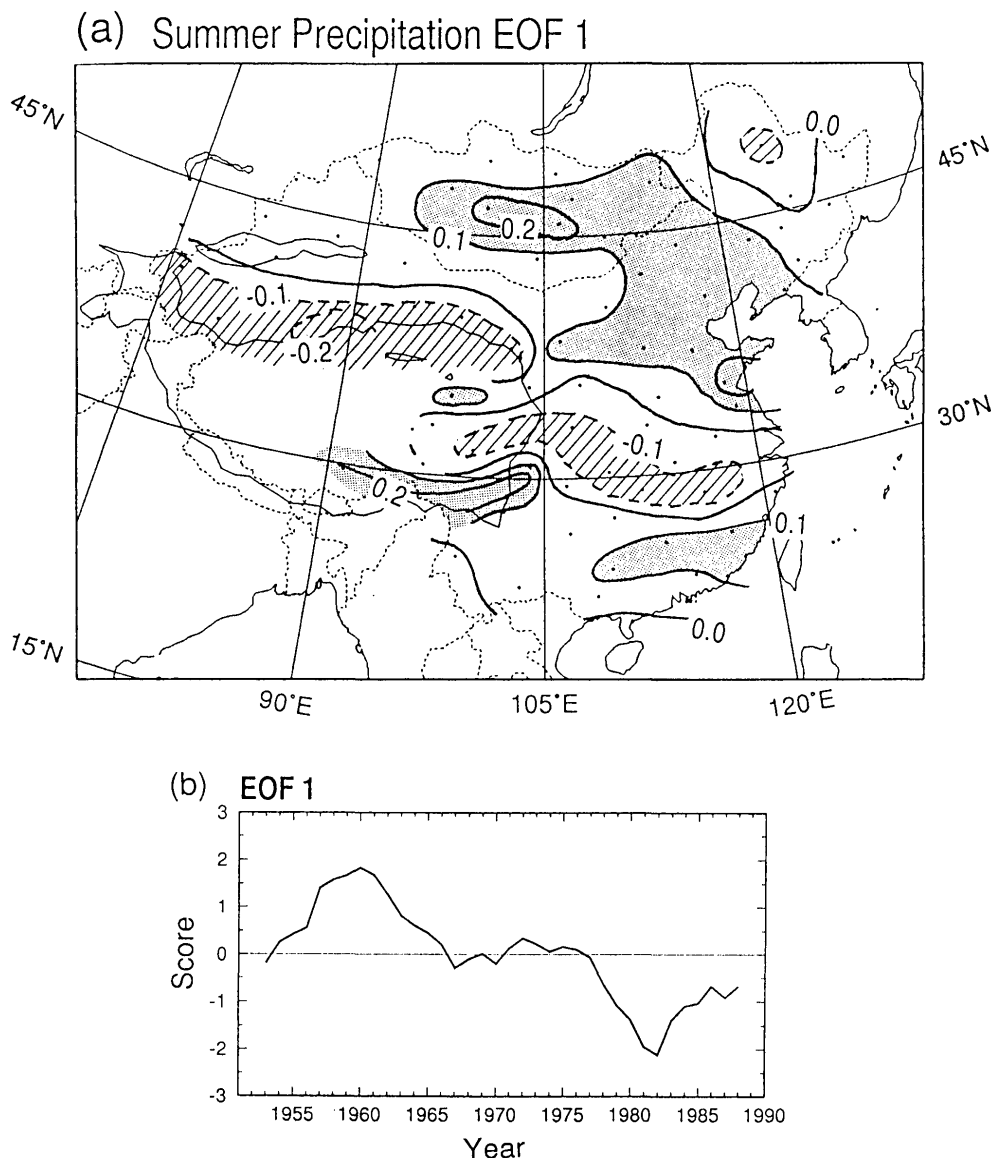 (a) Summer Precipitation EOF 1
45°N
0.0
45°N
0.1
0.2
-0.1
-0.2
30°N
-0.1
0.2
0.1
15°N
0.0
90°E
105°E
120°E
(b) EOF 1
3
2
1
0
-1
-2
-3
Score
1955 1960 1965 1970 1975 1980 1985 1990
Year